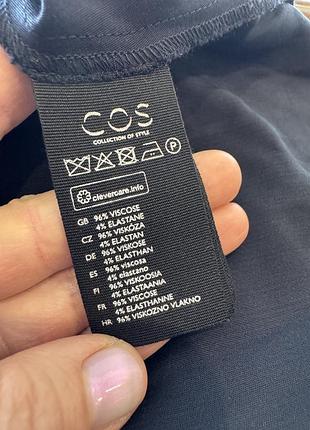 COS
COLLECTION OF STYLE
P
clevercare.info
GB 96% VISCOSE
4% ELASTANE
CZ 96% VISKÓZA
4% ELASTAN
DE 96% VISKOSE
4% ELASTHAN
ES 96% viscosa
4% elastano
FI 96% VISKOOSIA
4% ELASTAANIA
FR 96% VISCOSE
4% ELASTHANNE
HR 96% VISKOZNO VLAKNO